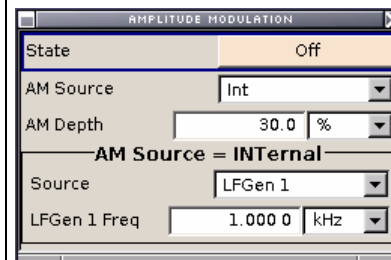 AMPLITUDE MODULATION
State Off
AM Source Int
AM Depth 30.0 %
AM Source = INTernal
Source LFGen 1
LFGen 1 Freq 1.000 0 kHz